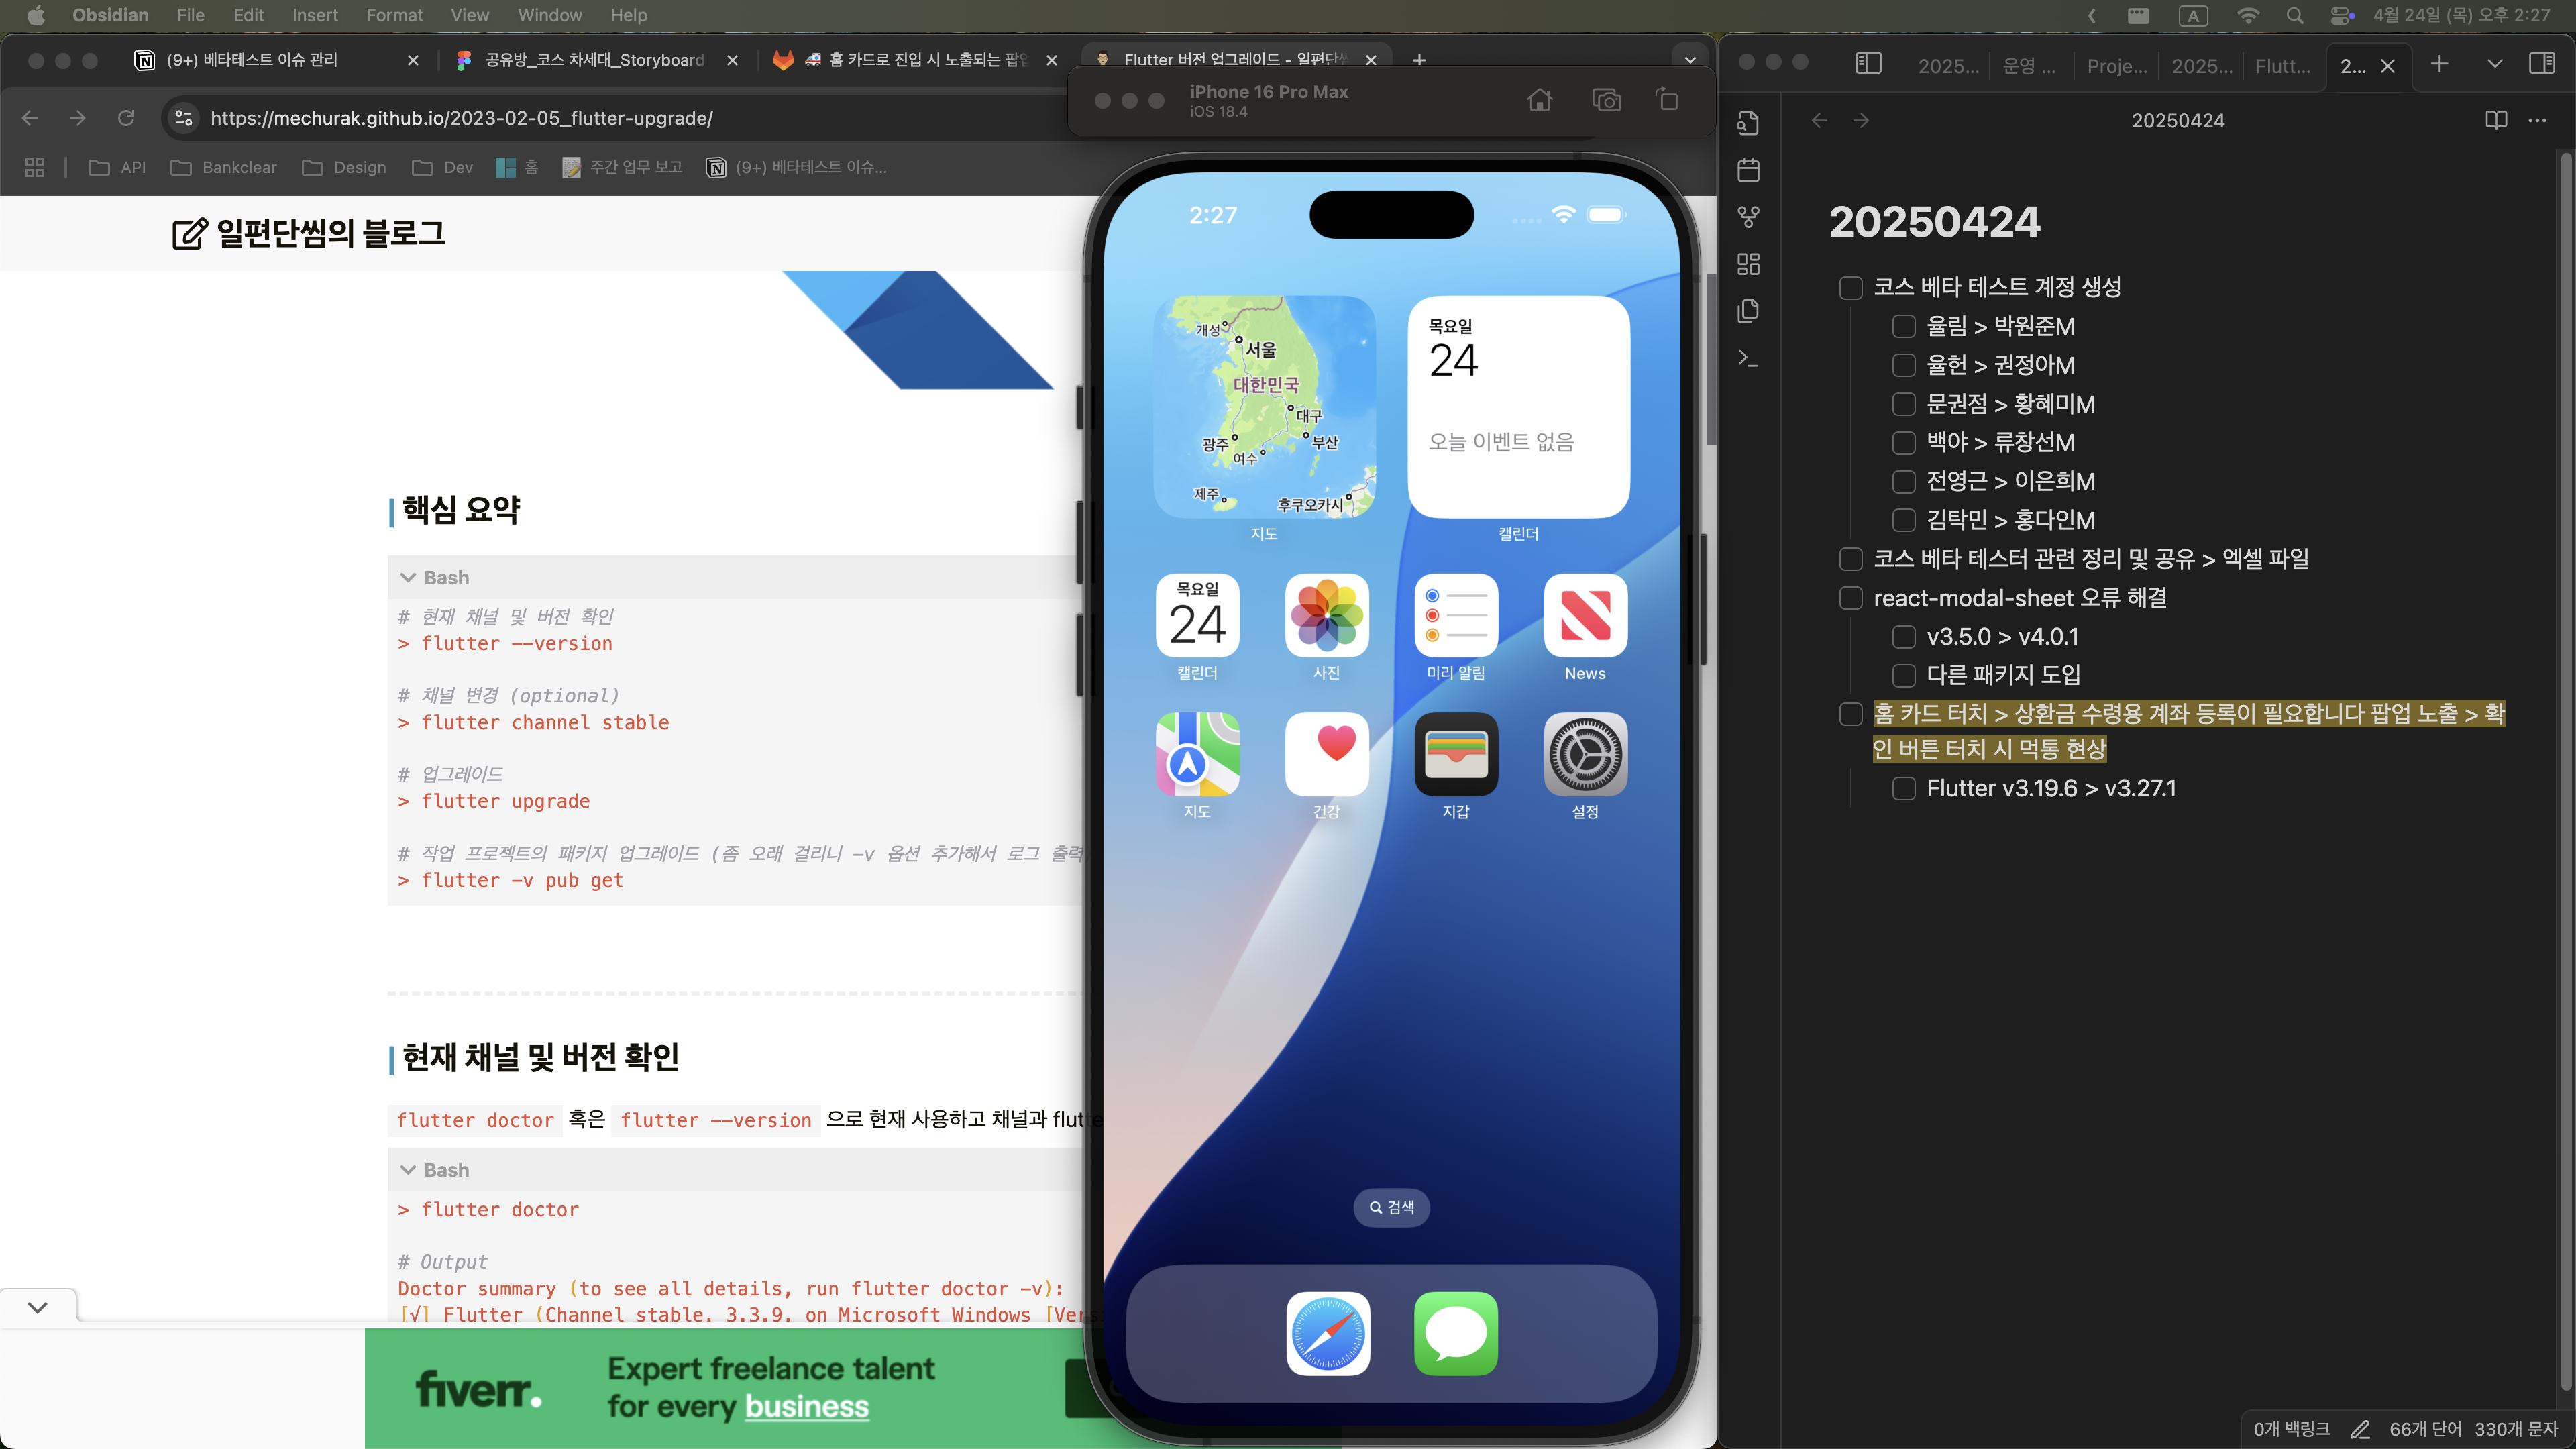 Obsidian File Edit Insert Format View Window Help
A 4월 24일 (목) 오후 2:27
(9+) 베타테스트 이슈 관리
공유방_코스 차세대_Storyboard
홈 카드로 진입 시 노출되는 팝업
Flutter 버전 업그레이드 - 일편단씸
https://mechurak.github.io/2023-02-05_flutter-upgrade/
API Bankclear Design Dev 홈 주간 업무 보고 (9+) 베타테스트 이슈...
일편단씸의 블로그
핵심 요약
Bash
# 현재 채널 및 버전 확인
> flutter --version
# 채널 변경 (optional)
> flutter channel stable
# 업그레이드
> flutter upgrade
# 작업 프로젝트의 패키지 업그레이드 (좀 오래 걸리니 -v 옵션 추가해서 로그 출력
> flutter -v pub get
현재 채널 및 버전 확인
flutter doctor 혹은 flutter --version 으로 현재 사용하고 채널과 flutte
Bash
> flutter doctor
# Output
Doctor summary (to see all details, run flutter doctor -v):
[√] Flutter (Channel stable, 3.3.9, on Microsoft Windows [Vers
fiverr.
Expert freelance talent
for every business
iPhone 16 Pro Max
iOS 18.4
2:27
개성
서울
대한민국
대구
광주
부산
여수
제주
후쿠오카시
지도
목요일
24
오늘 이벤트 없음
캘린더
목요일
24
캘린더 사진 미리 알림 News
지도 건강 지갑 설정
검색
2025... 운영 ... Proje... 2025... Flutt... 2...
20250424
20250424
코스 베타 테스트 계정 생성
율림 > 박원준M
율헌 > 권정아M
문권점 > 황혜미M
백야 > 류창선M
전영근 > 이은희M
김탁민 > 홍다인M
코스 베타 테스터 관련 정리 및 공유 > 엑셀 파일
react-modal-sheet 오류 해결
v3.5.0 > v4.0.1
다른 패키지 도입
홈 카드 터치 > 상환금 수령용 계좌 등록이 필요합니다 팝업 노출 > 확
인 버튼 터치 시 먹통 현상
Flutter v3.19.6 > v3.27.1
0개 백링크 66개 단어 330개 문자